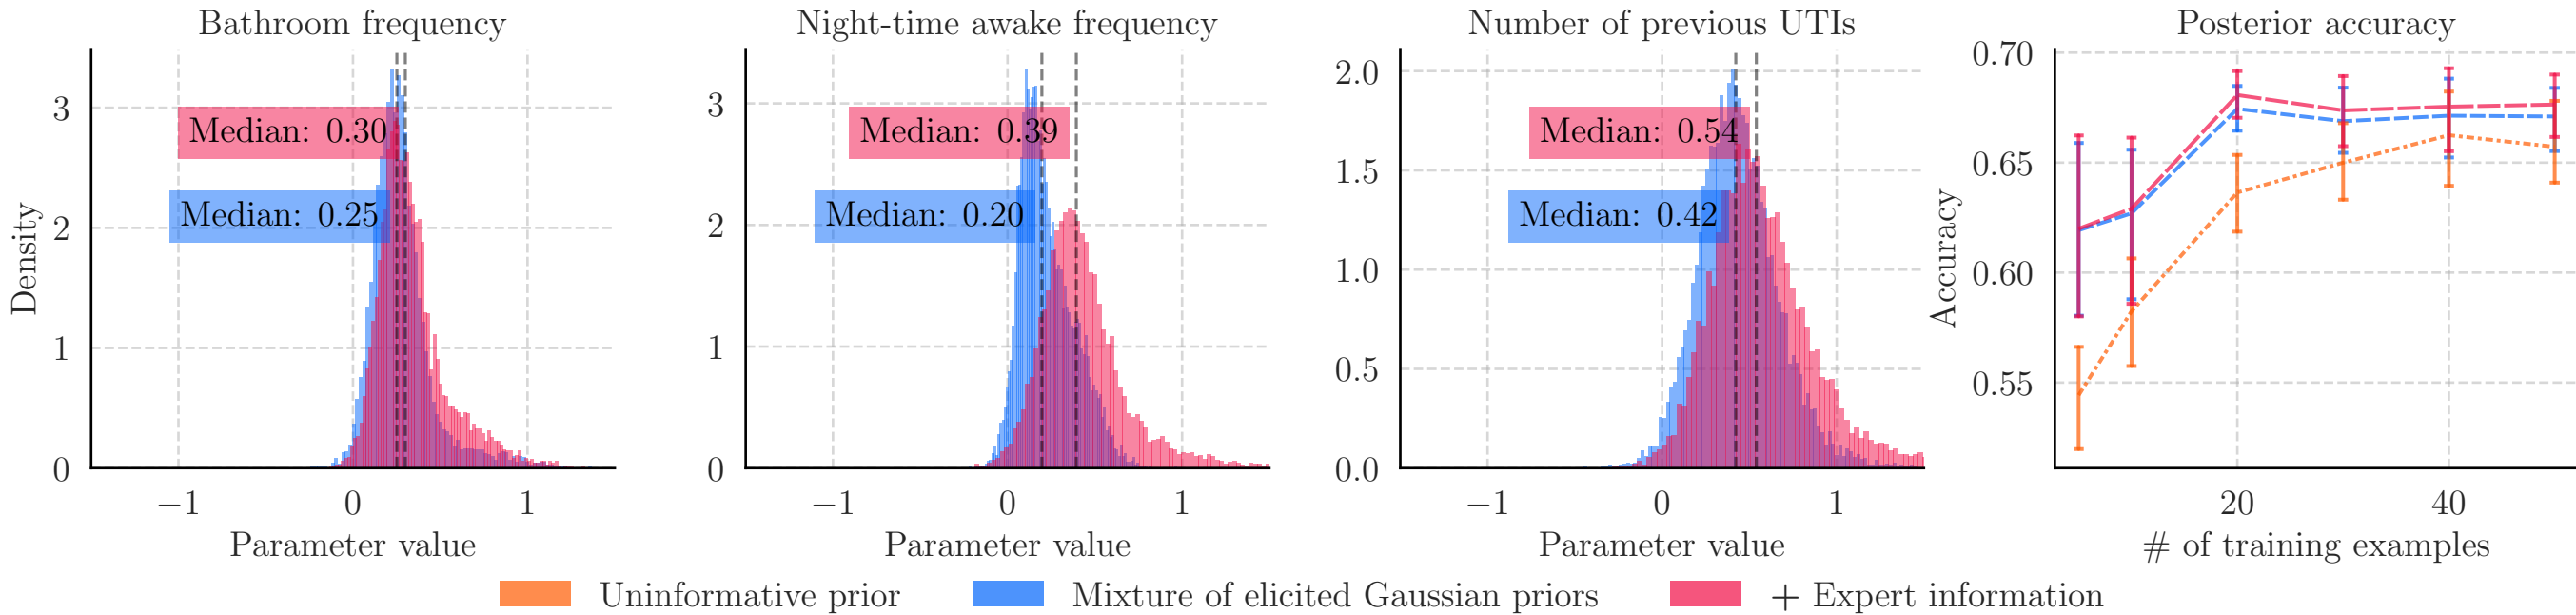 Bathroom frequency
Density
3
2
1
0
Median: 0.30
Median: 0.25
−1 0 1
Parameter value
Night-time awake frequency
3
2
1
0
Median: 0.39
Median: 0.20
−1 0 1
Parameter value
Number of previous UTIs
2.0
1.5
1.0
0.5
0.0
Median: 0.54
Median: 0.42
−1 0 1
Parameter value
Posterior accuracy
Accuracy
0.70
0.65
0.60
0.55
20 40
# of training examples
Uninformative prior
Mixture of elicited Gaussian priors
+ Expert information